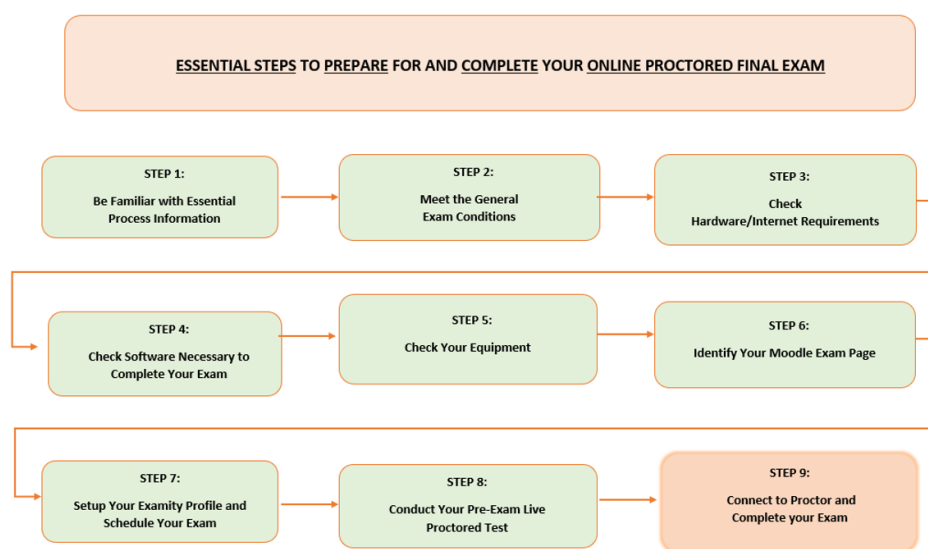 ESSENTIAL STEPS TO PREPARE FOR AND COMPLETE YOUR ONLINE PROCTORED FINAL EXAM
STEP 1:
Be Familiar with Essential
Process Information
STEP 2:
Meet the General
Exam Conditions
STEP 3:
Check
Hardware/Internet Requirements
STEP 4:
Check Software Necessary to
Complete Your Exam
STEP 5:
Check Your Equipment
STEP 6:
Identify Your Moodle Exam Page
STEP 7:
Setup Your Examity Profile and
Schedule Your Exam
STEP 8:
Conduct Your Pre-Exam Live
Proctored Test
STEP 9:
Connect to Proctor and
Complete your Exam